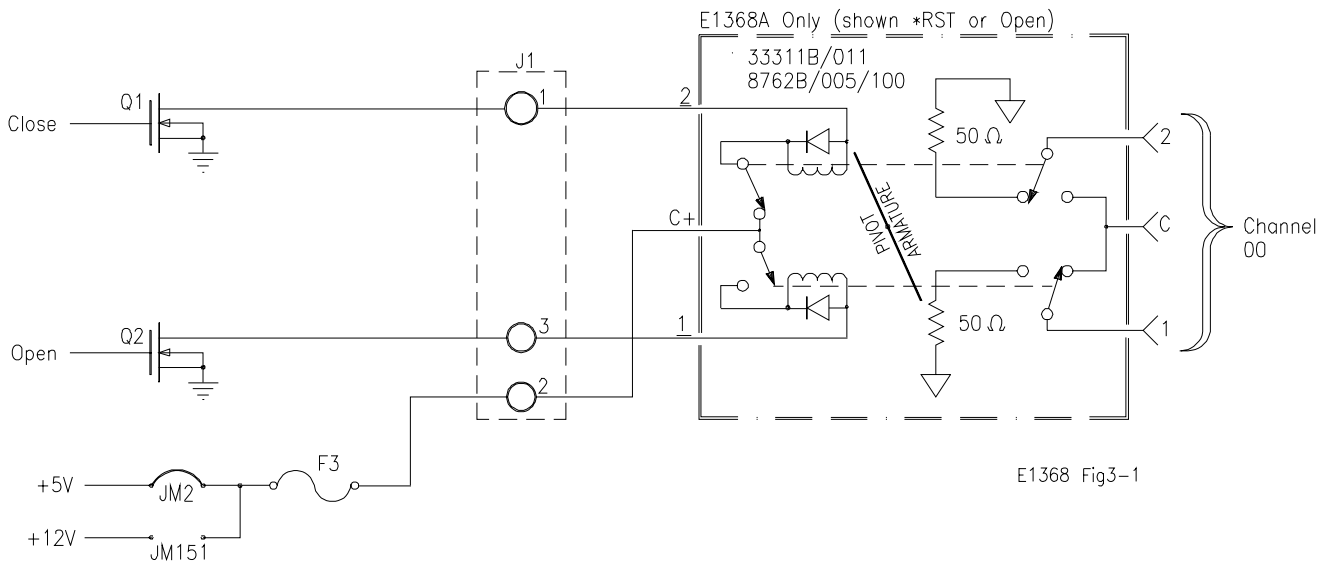 E1368A Only (shown *RST or Open)
33311B/011
8762B/005/100
J1
Q1
1
2
Close
50 Ω
2
C+
PIVOT
ARMATURE
C
Channel
00
Q2
3
1
50 Ω
1
Open
2
F3
E1368 Fig3-1
+5V
JM2
+12V
JM151